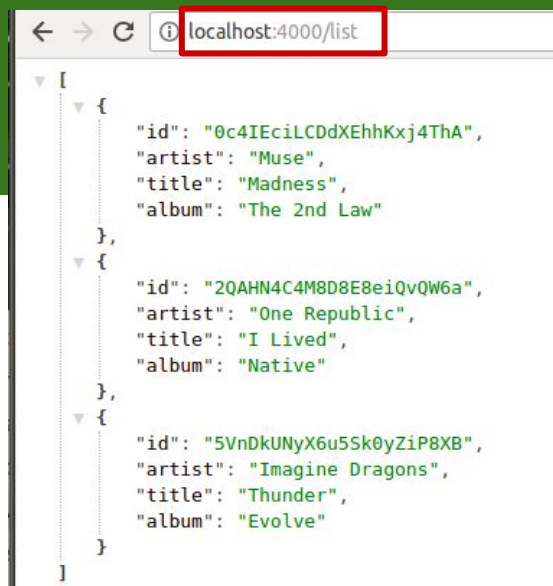 localhost:4000/list
[
{
"id": "0c4IEciLCDdXEhhKxj4ThA",
"artist": "Muse",
"title": "Madness",
"album": "The 2nd Law"
},
{
"id": "2QAHN4C4M8D8E8eiQvQW6a",
"artist": "One Republic",
"title": "I Lived",
"album": "Native"
},
{
"id": "5VnDkUNyX6u5Sk0yZiP8XB",
"artist": "Imagine Dragons",
"title": "Thunder",
"album": "Evolve"
}
]